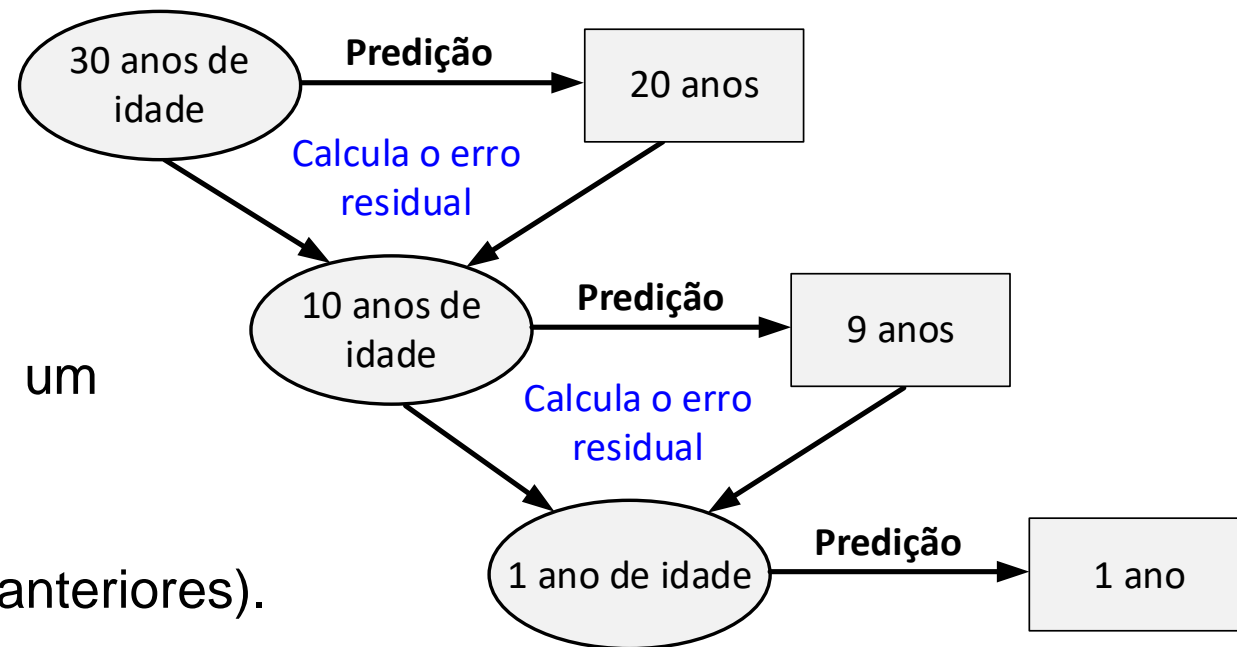 30 anos de
idade
Predição
20 anos
Calcula o erro
residual
10 anos de
idade
Predição
9 anos
um
Calcula o erro
residual
1 ano de idade
Predição
1 ano
anteriores).